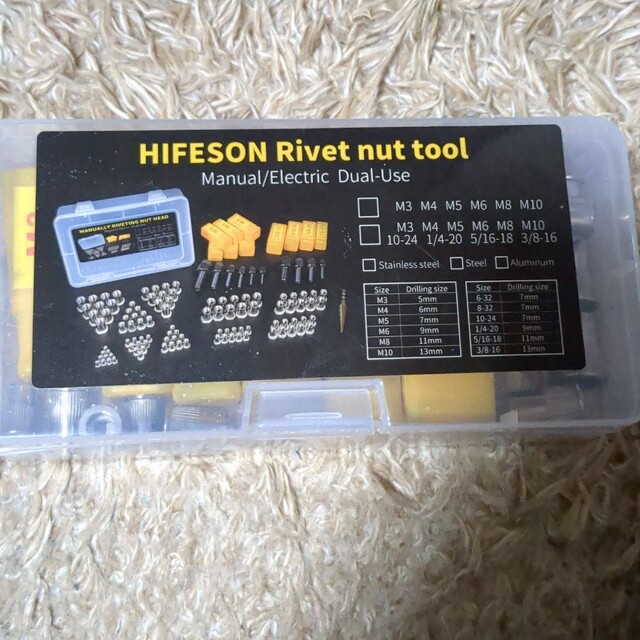 HIFESON Rivet nut tool
Manual/Electric Dual-Use
MANUALLY RIVETING NUT HEAD
M3 M4 M5 M6 M8 M10
M3 M4 M5 M6 M8 M10
10-24 1/4-20 5/16-18 3/8-16
Stainless steel Steel Aluminum
Size Drilling size
M3 5mm
M4 6mm
M5 7mm
M6 9mm
M8 11mm
M10 13mm
Size Drilling size
6-32 7mm
8-32 7mm
10-24 7mm
1/4-20 9mm
5/16-18 11mm
3/8-16 13mm